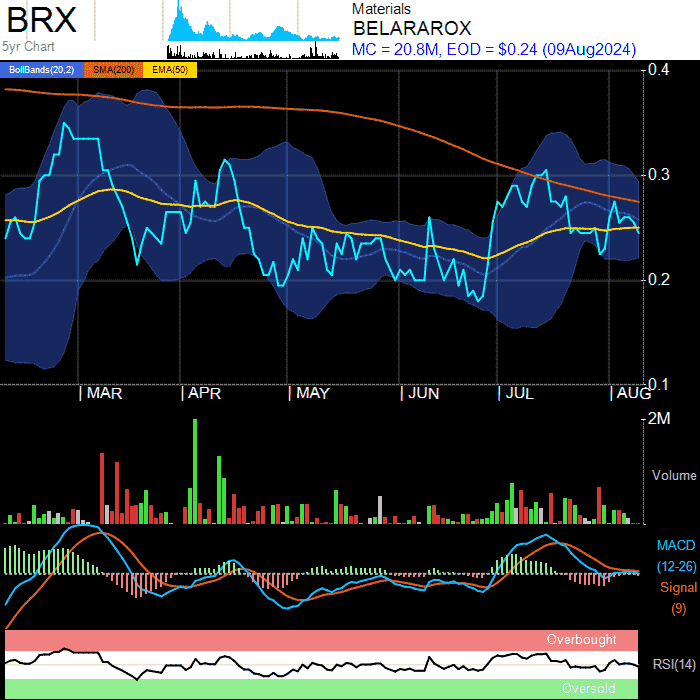 BRX
5yr Chart
Materials
BELARAROX
MC = 20.8M, EOD = $0.24 (09Aug2024)
BollBands(20,2) SMA(200) EMA(50)
0.4
0.3
0.2
0.1
| MAR | APR | MAY | JUN | JUL | AUG
2M
Volume
MACD
(12-26)
Signal
(9)
Overbought
RSI(14)
Oversold